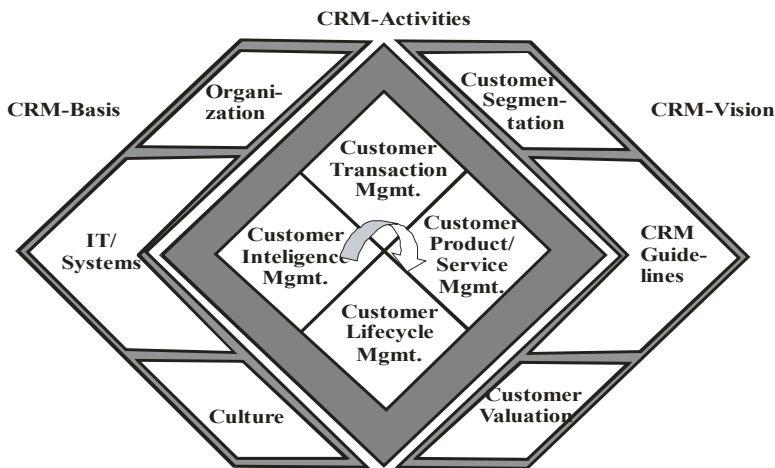 CRM-Activities
CRM-Basis
Organi-
zation
IT/
Systems
Culture
Customer
Transaction
Mgmt.
Customer
Inteligence
Mgmt.
Customer
Product/
Service
Mgmt.
Customer
Lifecycle
Mgmt.
Customer
Segmen-
tation
CRM-Vision
CRM
Guide-
lines
Customer
Valuation